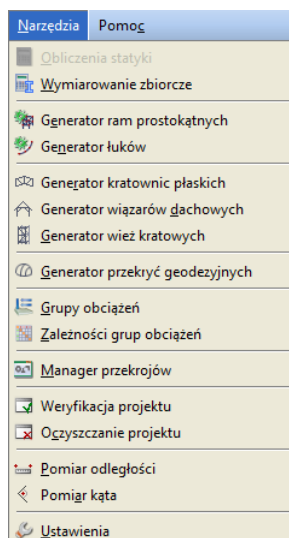 Narzędzia Pomoc
Obliczenia statyki
Wymiarowanie zbiorcze
Generator ram prostokątnych
Generator łuków
Generator kratownic płaskich
Generator wiązarów dachowych
Generator wież kratowych
Generator przekryć geodezyjnych
Grupy obciążeń
Zależności grup obciążeń
Manager przekrojów
Weryfikacja projektu
Oczyszczanie projektu
Pomiar odległości
Pomiar kąta
Ustawienia